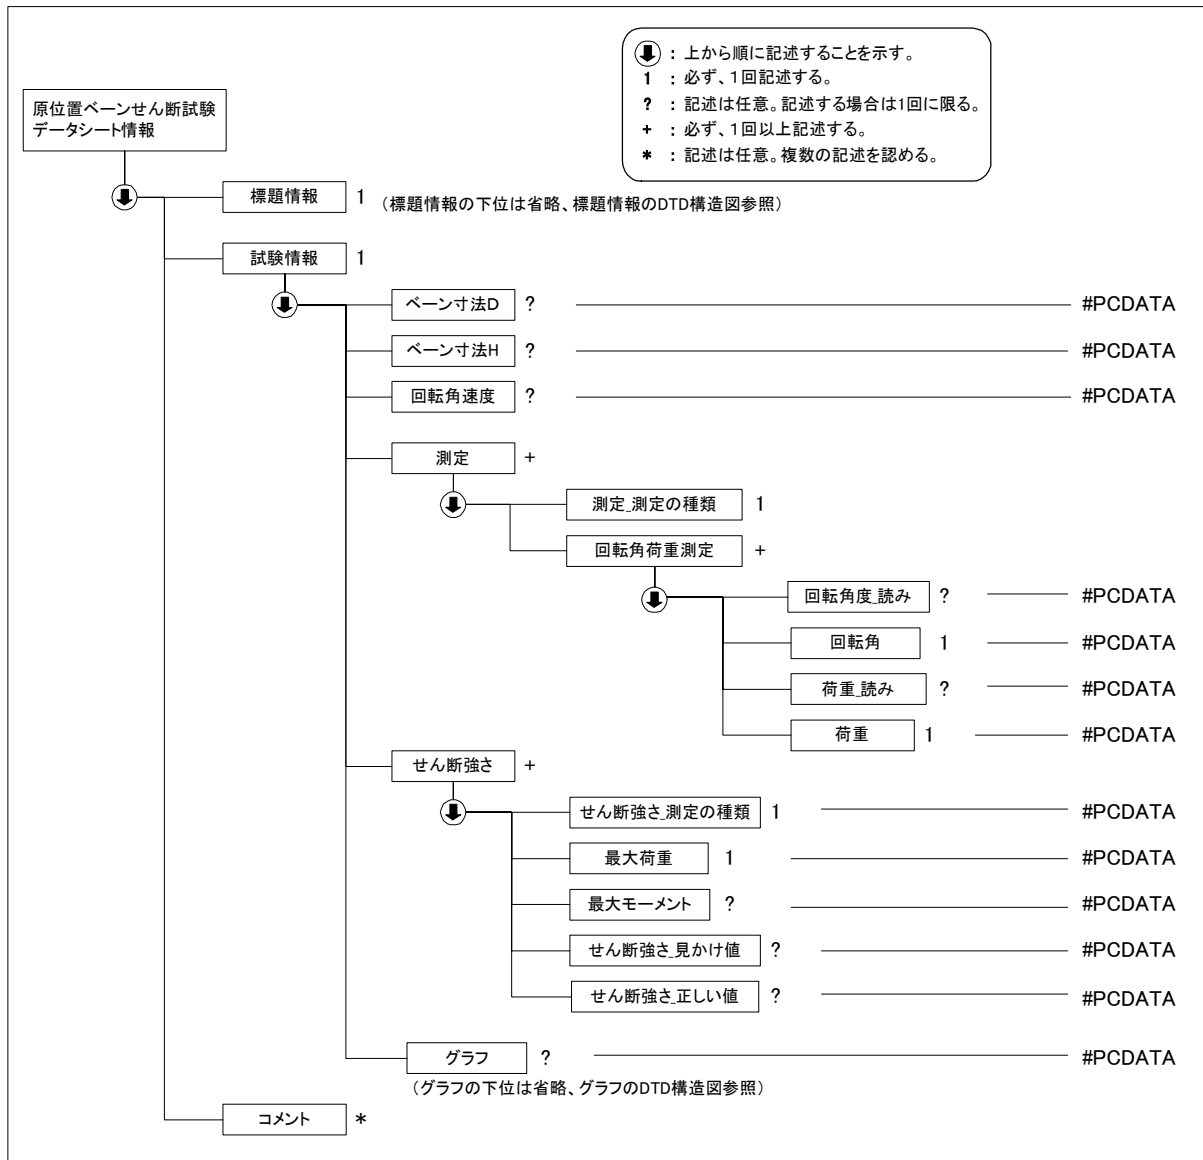 ：上から順に記述することを示す。
1：必ず、1回記述する。
?：記述は任意。記述する場合は1回に限る。
+：必ず、1回以上記述する。
*：記述は任意。複数の記述を認める。
原位置ベーンせん断試験
データシート情報
標題情報 1 （標題情報の下位は省略、標題情報のDTD構造図参照）
試験情報 1
ベーン寸法D ? #PCDATA
ベーン寸法H ? #PCDATA
回転角速度 ? #PCDATA
測定 +
測定_測定の種類 1
回転角荷重測定 +
回転角度_読み ? #PCDATA
回転角 1 #PCDATA
荷重_読み ? #PCDATA
荷重 1 #PCDATA
せん断強さ +
せん断強さ_測定の種類 1 #PCDATA
最大荷重 1 #PCDATA
最大モーメント ? #PCDATA
せん断強さ_見かけ値 ? #PCDATA
せん断強さ_正しい値 ? #PCDATA
グラフ ? #PCDATA
（グラフの下位は省略、グラフのDTD構造図参照）
コメント *